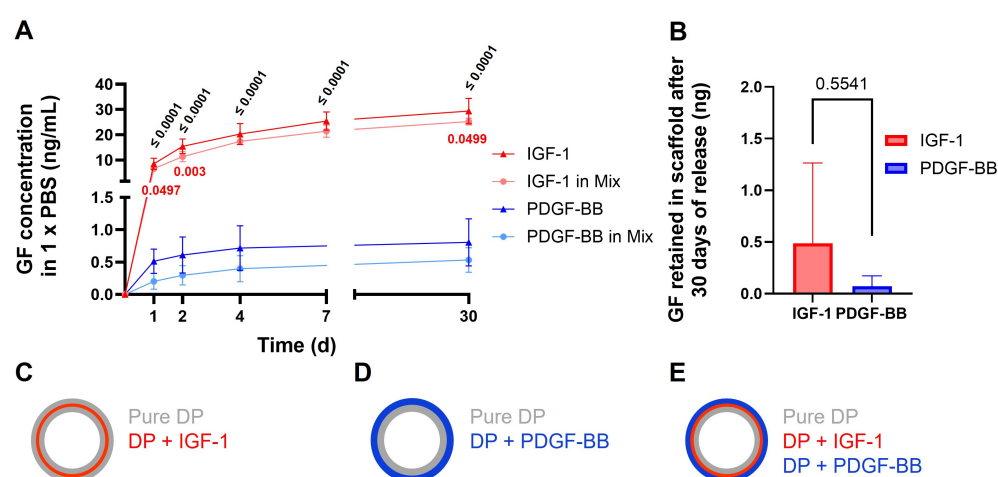 A
GF concentration
in 1 x PBS (ng/mL)
40
30
20
10
1.5
1.0
0.5
0.0
≤ 0.0001
≤ 0.0001
≤ 0.0001
≤ 0.0001
≤ 0.0001
0.0497
0.003
0.0499
1
2
4
7
30
Time (d)
IGF-1
IGF-1 in Mix
PDGF-BB
PDGF-BB in Mix
B
GF retained in scaffold after
30 days of release (ng)
2.0
1.5
1.0
0.5
0.0
0.5541
IGF-1
PDGF-BB
IGF-1 PDGF-BB
C
Pure DP
DP + IGF-1
D
Pure DP
DP + PDGF-BB
E
Pure DP
DP + IGF-1
DP + PDGF-BB